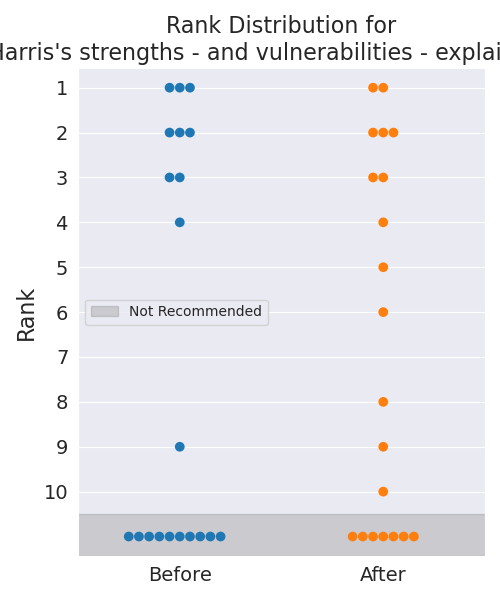 Rank Distribution for
Harris's strengths - and vulnerabilities - explai
Rank
1
2
3
4
5
6
7
8
9
10
Not Recommended
Before
After